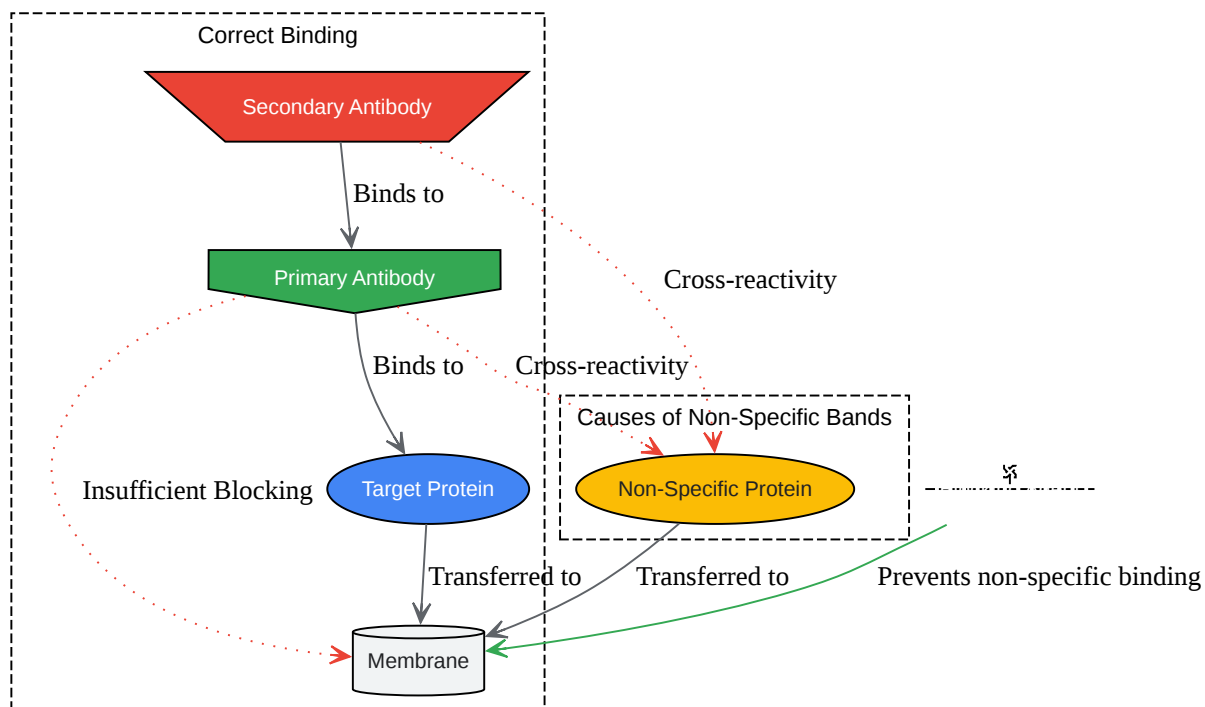 Correct Binding
Secondary Antibody
Binds to
Cross-reactivity
Primary Antibody
Binds to
Cross-reactivity
Causes of Non-Specific Bands
Insufficient Blocking
Target Protein
Non-Specific Protein
Transferred to
Transferred to
Prevents non-specific binding
Membrane